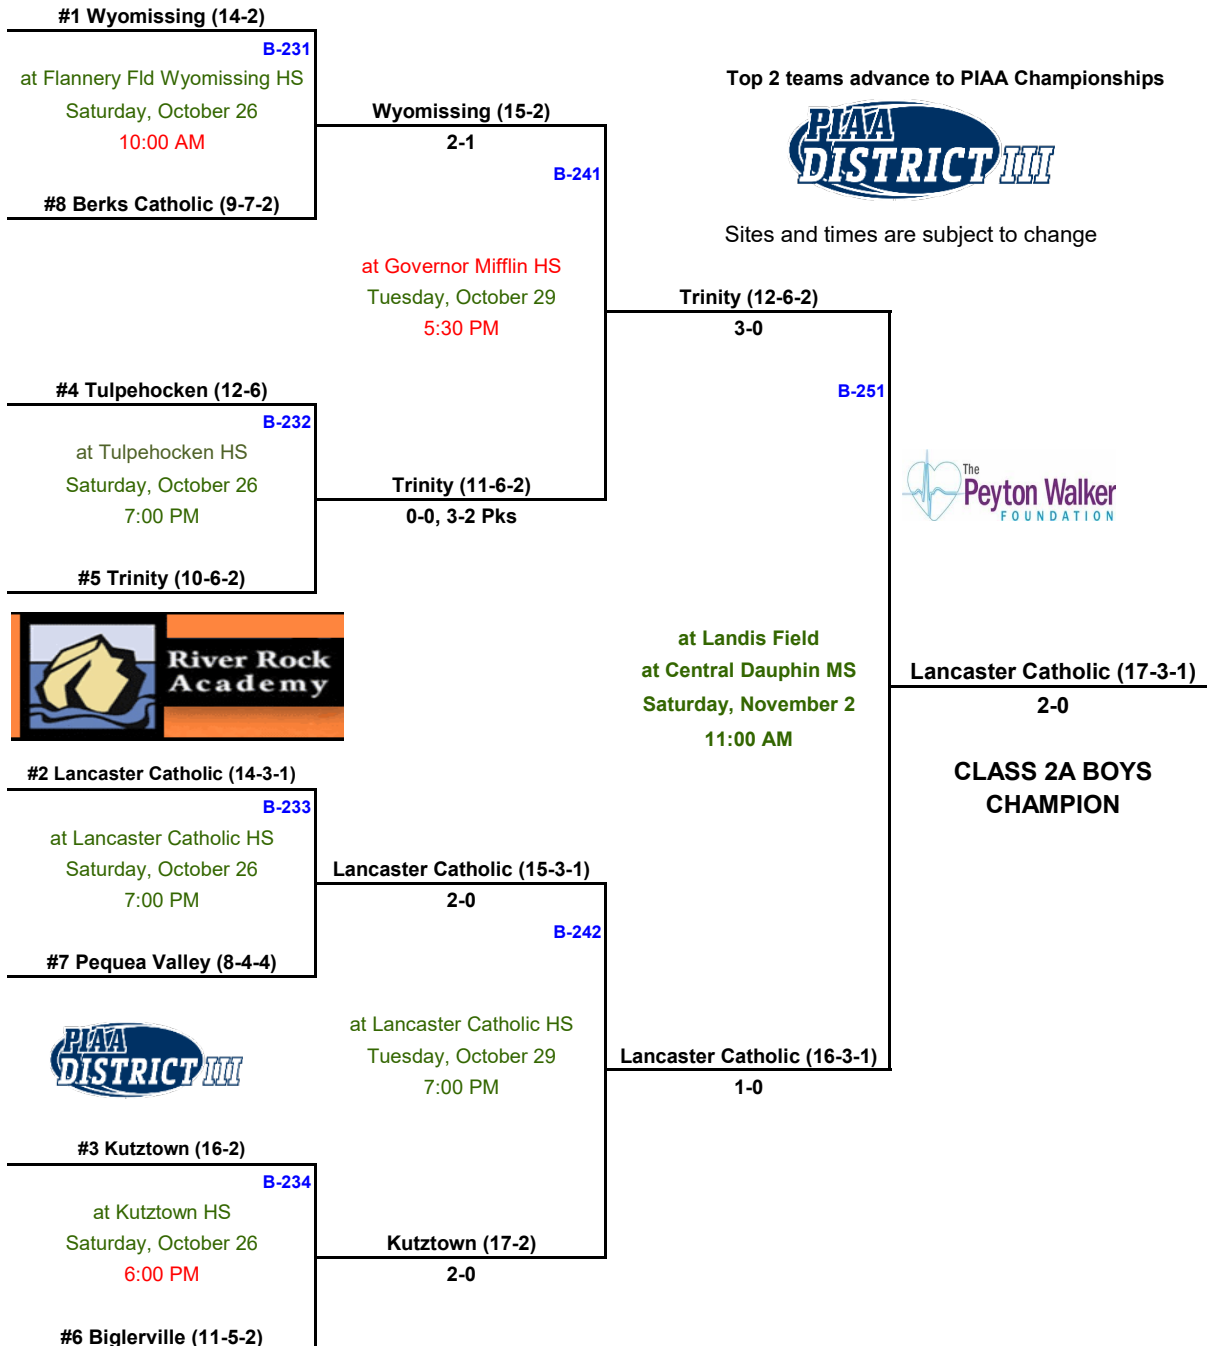 #1 Wyomissing (14-2)
B-231
at Flannery Fld Wyomissing HS
Saturday, October 26
10:00 AM
#8 Berks Catholic (9-7-2)
Wyomissing (15-2)
2-1
B-241
at Governor Mifflin HS
Tuesday, October 29
5:30 PM
Top 2 teams advance to PIAA Championships
PIAA
DISTRICT III
Sites and times are subject to change
Trinity (12-6-2)
3-0
B-251
#4 Tulpehocken (12-6)
B-232
at Tulpehocken HS
Saturday, October 26
7:00 PM
#5 Trinity (10-6-2)
Trinity (11-6-2)
0-0, 3-2 Pks
The
Peyton Walker
FOUNDATION
River Rock
Academy
at Landis Field
at Central Dauphin MS
Saturday, November 2
11:00 AM
Lancaster Catholic (17-3-1)
2-0
CLASS 2A BOYS
CHAMPION
#2 Lancaster Catholic (14-3-1)
B-233
at Lancaster Catholic HS
Saturday, October 26
7:00 PM
#7 Pequea Valley (8-4-4)
Lancaster Catholic (15-3-1)
2-0
B-242
at Lancaster Catholic HS
Tuesday, October 29
7:00 PM
Lancaster Catholic (16-3-1)
1-0
PIAA
DISTRICT III
#3 Kutztown (16-2)
B-234
at Kutztown HS
Saturday, October 26
6:00 PM
Kutztown (17-2)
2-0
#6 Biglerville (11-5-2)